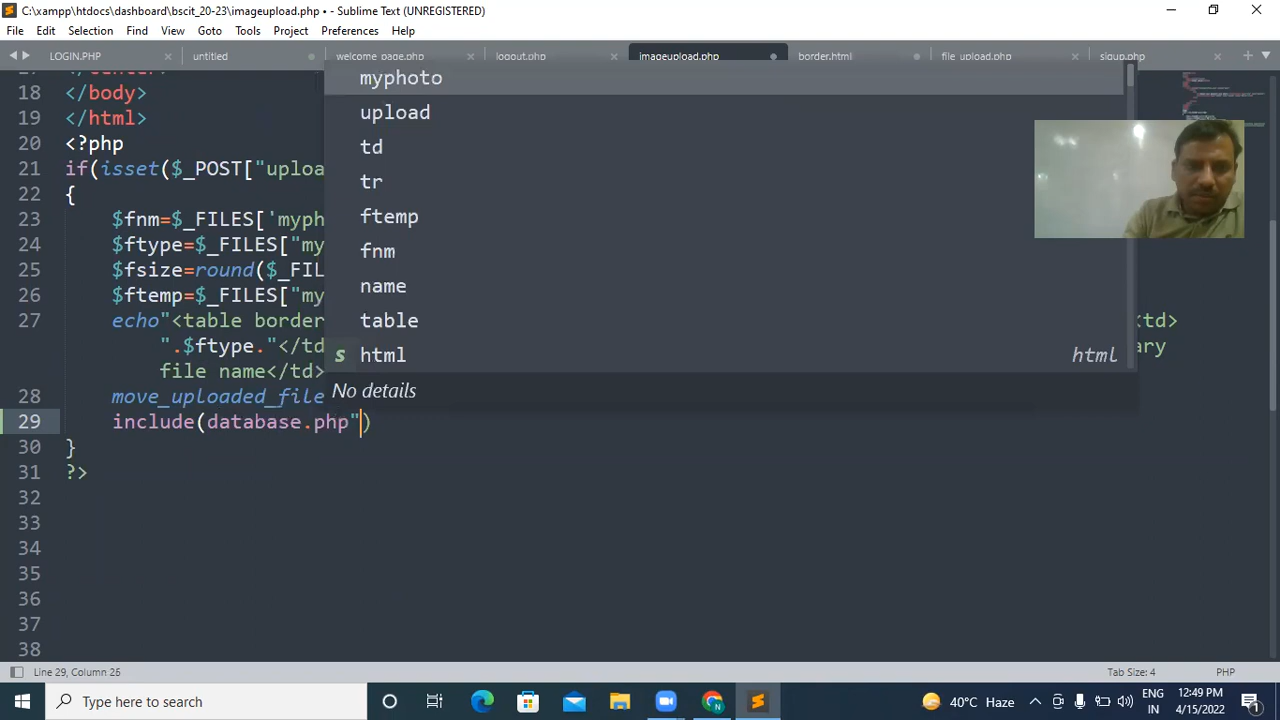 C:\xampp\htdocs\dashboard\bscit_20-23\imageupload.php • - Sublime Text (UNREGISTERED)
File Edit Selection Find View Goto Tools Project Preferences Help
LOGIN.PHP untitled welcome_page.php logout.php imageupload.php border.html file_upload.php sigup.php
myphoto
18 </body>
upload
19 </html>
20 <?php
td
21 if(isset($_POST["uploa
tr
22 {
23 $fnm=$_FILES['myph
ftemp
24 $ftype=$_FILES["my
fnm
25 $fsize=round($_FIL
name
26 $ftemp=$_FILES["my
27 echo"<table border
table
<td>
".$ftype."</td
html html
ary
file name</td>
No details
28 move_uploaded_file
29 include(database.php")
30 }
31 ?>
32
33
34
35
36
37
38
Line 29, Column 26 Tab Size: 4 PHP
Type here to search
40°C Haze
ENG
IN
12:49 PM
4/15/2022
1